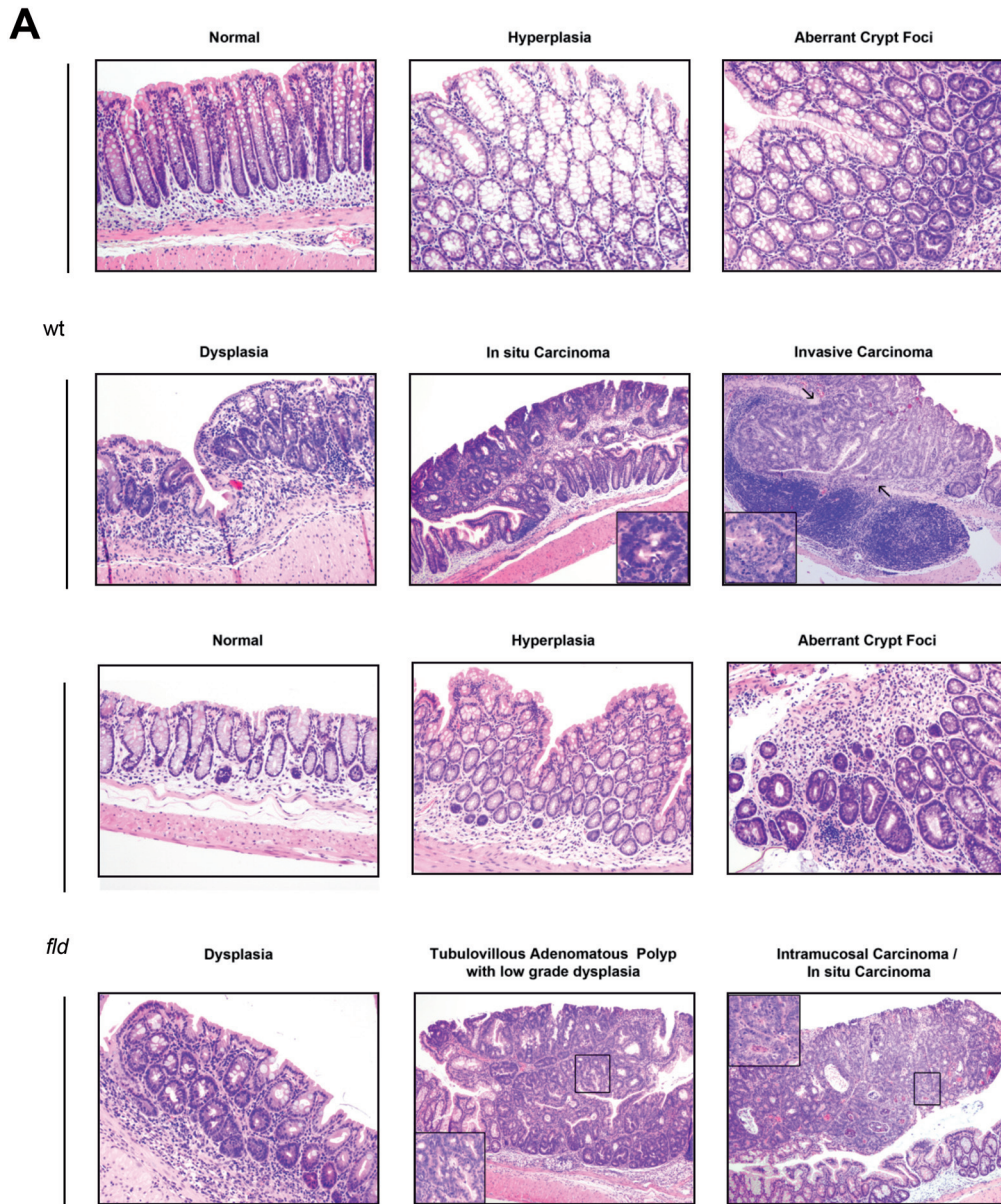 A
Normal
Hyperplasia
Aberrant Crypt Foci
wt
Dysplasia
In situ Carcinoma
Invasive Carcinoma
Normal
Hyperplasia
Aberrant Crypt Foci
fld
Dysplasia
Tubulovillous Adenomatous Polyp
with low grade dysplasia
Intramucosal Carcinoma /
In situ Carcinoma